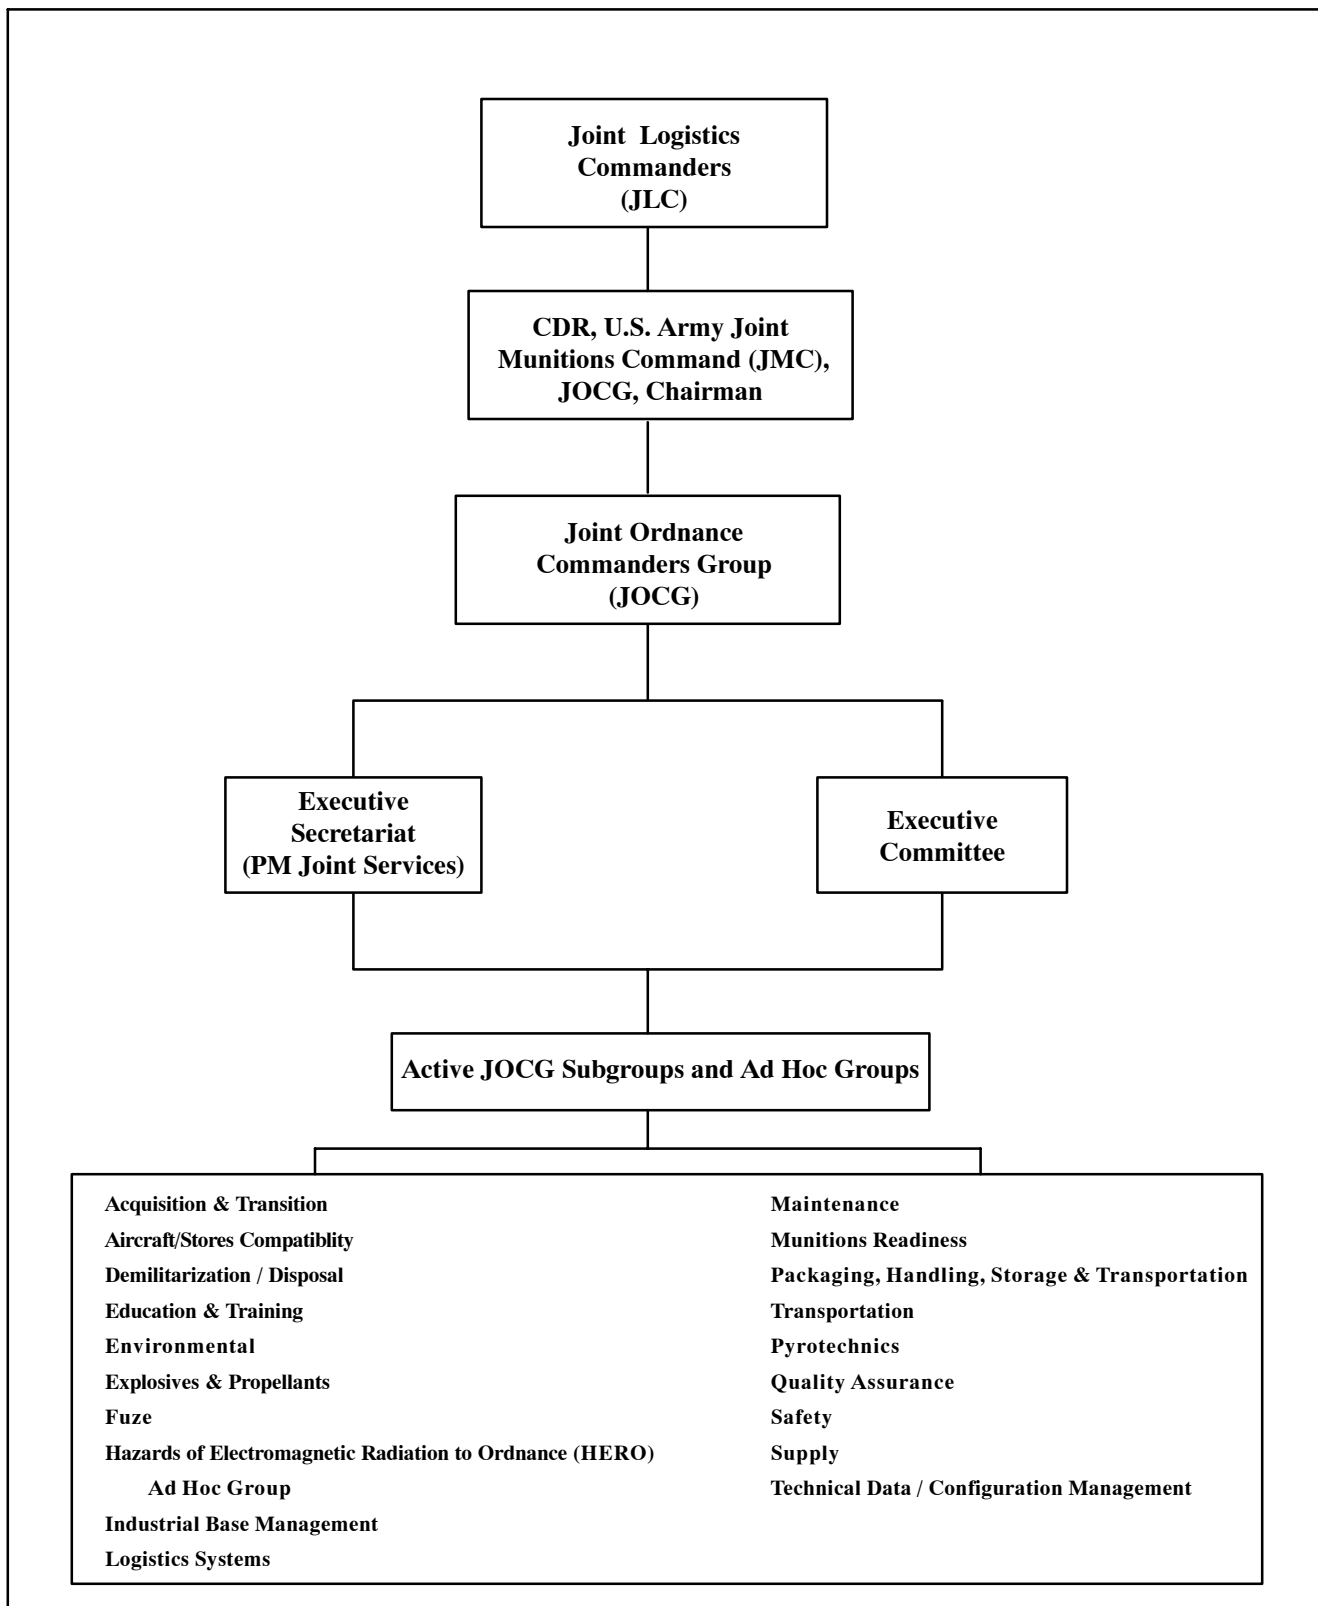 Joint Logistics
Commanders
(JLC)
CDR, U.S. Army Joint
Munitions Command (JMC),
JOCG, Chairman
Joint Ordnance
Commanders Group
(JOCG)
Executive
Secretariat
(PM Joint Services)
Executive
Committee
Active JOCG Subgroups and Ad Hoc Groups
Acquisition & Transition
Aircraft/Stores Compatiblity
Demilitarization / Disposal
Education & Training
Environmental
Explosives & Propellants
Fuze
Hazards of Electromagnetic Radiation to Ordnance (HERO)
Ad Hoc Group
Industrial Base Management
Logistics Systems
Maintenance
Munitions Readiness
Packaging, Handling, Storage & Transportation
Transportation
Pyrotechnics
Quality Assurance
Safety
Supply
Technical Data / Configuration Management